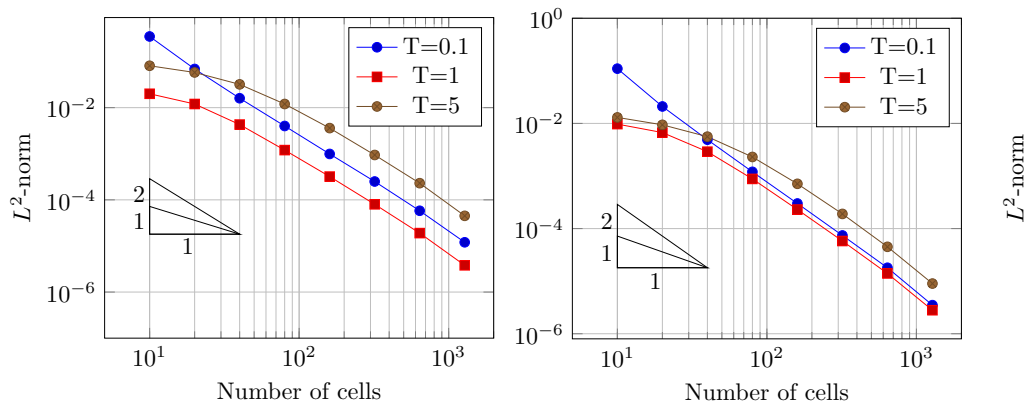 T=0.1
T=1
T=5
10⁻²
10⁻⁴
10⁻⁶
L²-norm
2
1
1
10¹ 10² 10³
Number of cells
T=0.1
T=1
T=5
10⁰
10⁻²
10⁻⁴
10⁻⁶
2
1
1
10¹ 10² 10³
Number of cells
L²-norm